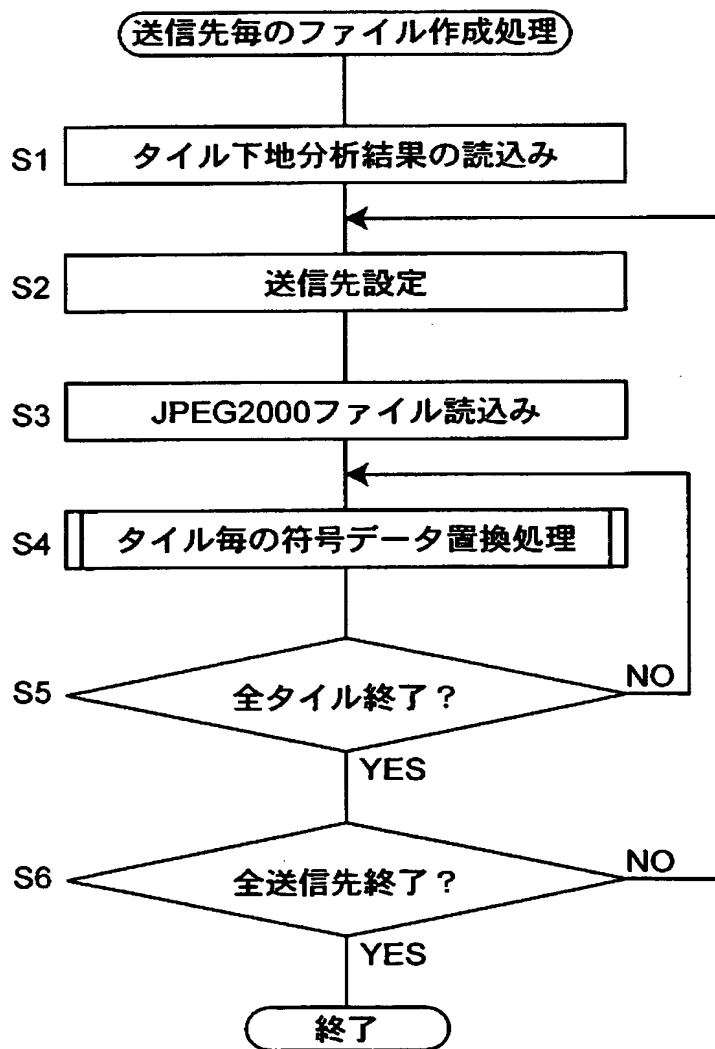 送信先毎のファイル作成処理
S1 タイル下地分析結果の読込み
S2 送信先設定
S3 JPEG2000ファイル読込み
S4 タイル毎の符号データ置換処理
S5 全タイル終了？ NO
YES
S6 全送信先終了？ NO
YES
終了